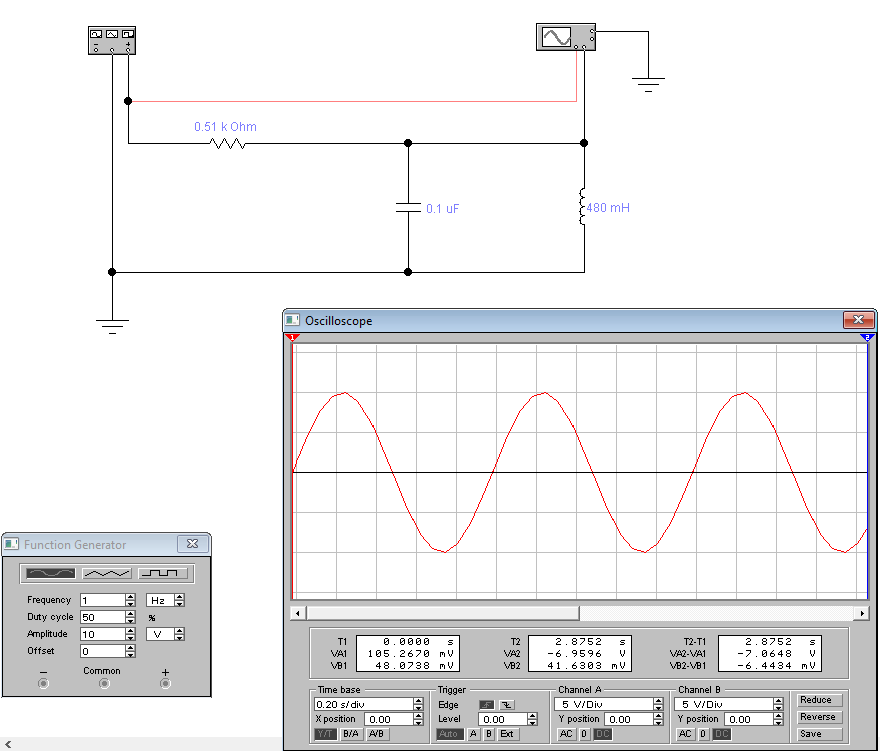 0.51 k Ohm
0.1 uF
480 mH
Oscilloscope
1
2
T1 0.0000 s T2 2.8752 s T2-T1 2.8752 s
VA1 105.2670 mV VA2 -6.9596 V VA2-VA1 -7.0648 V
VB1 48.0738 mV VB2 41.6303 mV VB2-VB1 -6.4434 mV
Time base Trigger Channel A Channel B Reduce
0.20 s/div Edge 5 V/Div 5 V/Div
X position 0.00 Level 0.00 Y position 0.00 Y position 0.00 Reverse
Y/T B/A A/B Auto A B Ext AC 0 DC AC 0 DC Save
Function Generator
Frequency 1 Hz
Duty cycle 50 %
Amplitude 10 V
Offset 0
− Common +